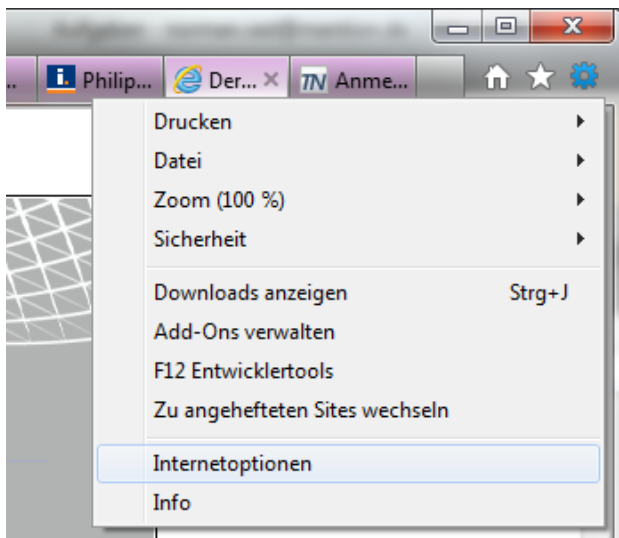 .. i. Philip... Der... × TN Anme...
Drucken
Datei
Zoom (100 %)
Sicherheit
Downloads anzeigen Strg+J
Add-Ons verwalten
F12 Entwicklertools
Zu angehefteten Sites wechseln
Internetoptionen
Info